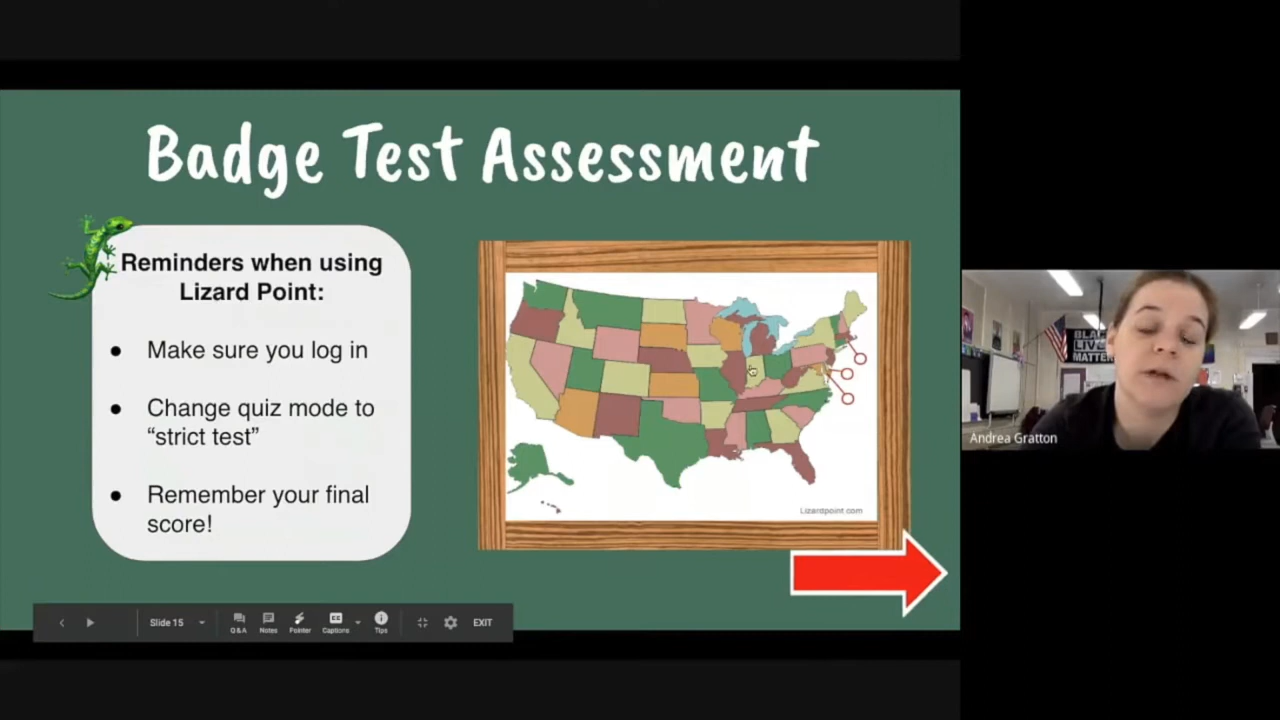 Badge Test Assessment
Reminders when using
Lizard Point:
● Make sure you log in
● Change quiz mode to
“strict test”
● Remember your final
score!
Lizardpoint.com
Slide 15
Q&A
Notes
Pointer
Captions
Tips
EXIT
BLACK
LIVES
MATTER
Andrea Gratton